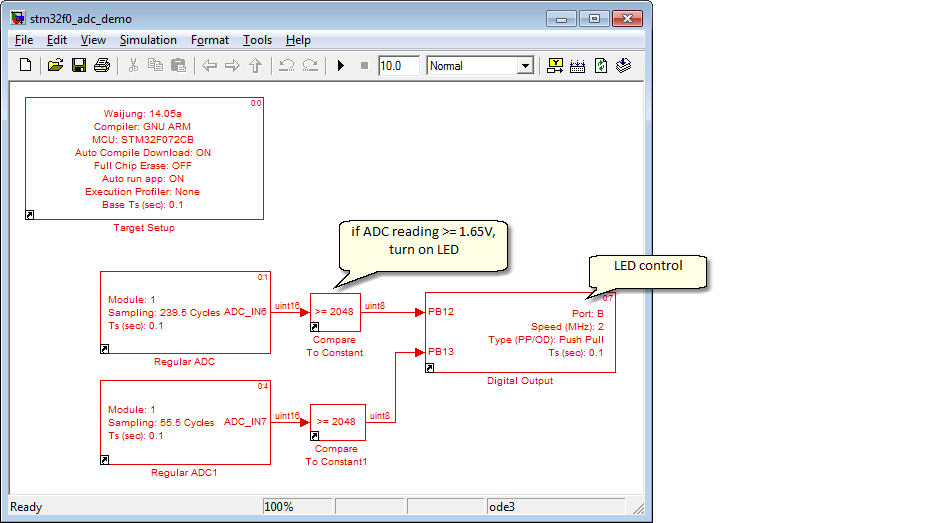 stm32f0_adc_demo
File Edit View Simulation Format Tools Help
10.0 Normal
0:0
Waijung: 14.05a
Compiler: GNU ARM
MCU: STM32F072CB
Auto Compile Download: ON
Full Chip Erase: OFF
Auto run app: ON
Execution Profiler: None
Base Ts (sec): 0.1
Target Setup
if ADC reading >= 1.65V,
turn on LED
LED control
0:1
Module: 1
Sampling: 239.5 Cycles
Ts (sec): 0.1
ADC_IN6
Regular ADC
uint16
>= 2048
Compare
To Constant
uint8
0:7
PB12
PB13
Port: B
Speed (MHz): 2
Type (PP/OD): Push Pull
Ts (sec): 0.1
Digital Output
0:4
Module: 1
Sampling: 55.5 Cycles
Ts (sec): 0.1
ADC_IN7
Regular ADC1
uint16
>= 2048
Compare
To Constant1
uint8
Ready 100% ode3